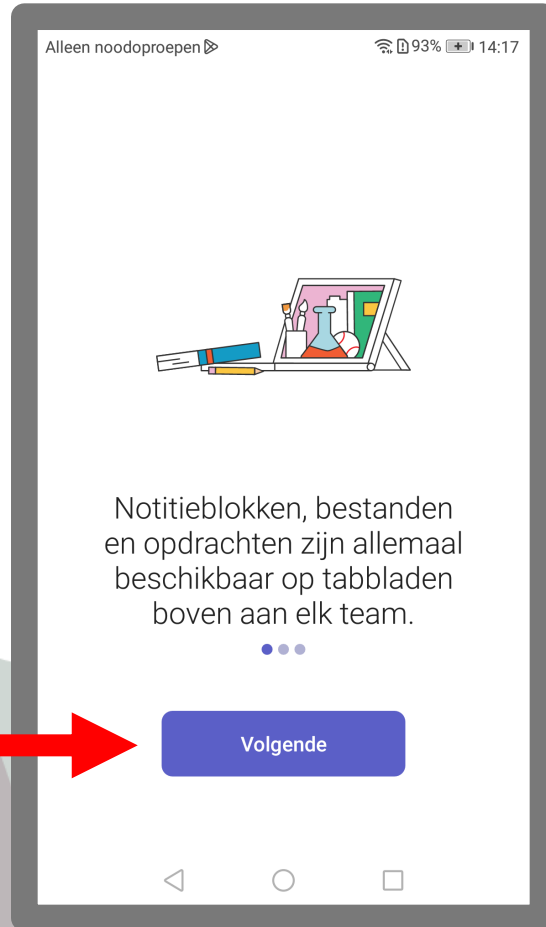 Alleen noodoproepen 93% 14:17
Notitieblokken, bestanden
en opdrachten zijn allemaal
beschikbaar op tabbladen
boven aan elk team.
Volgende